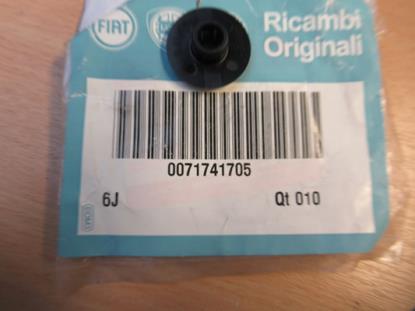 FIAT
Ricambi
Originali
0071741705
6J
Qt 010